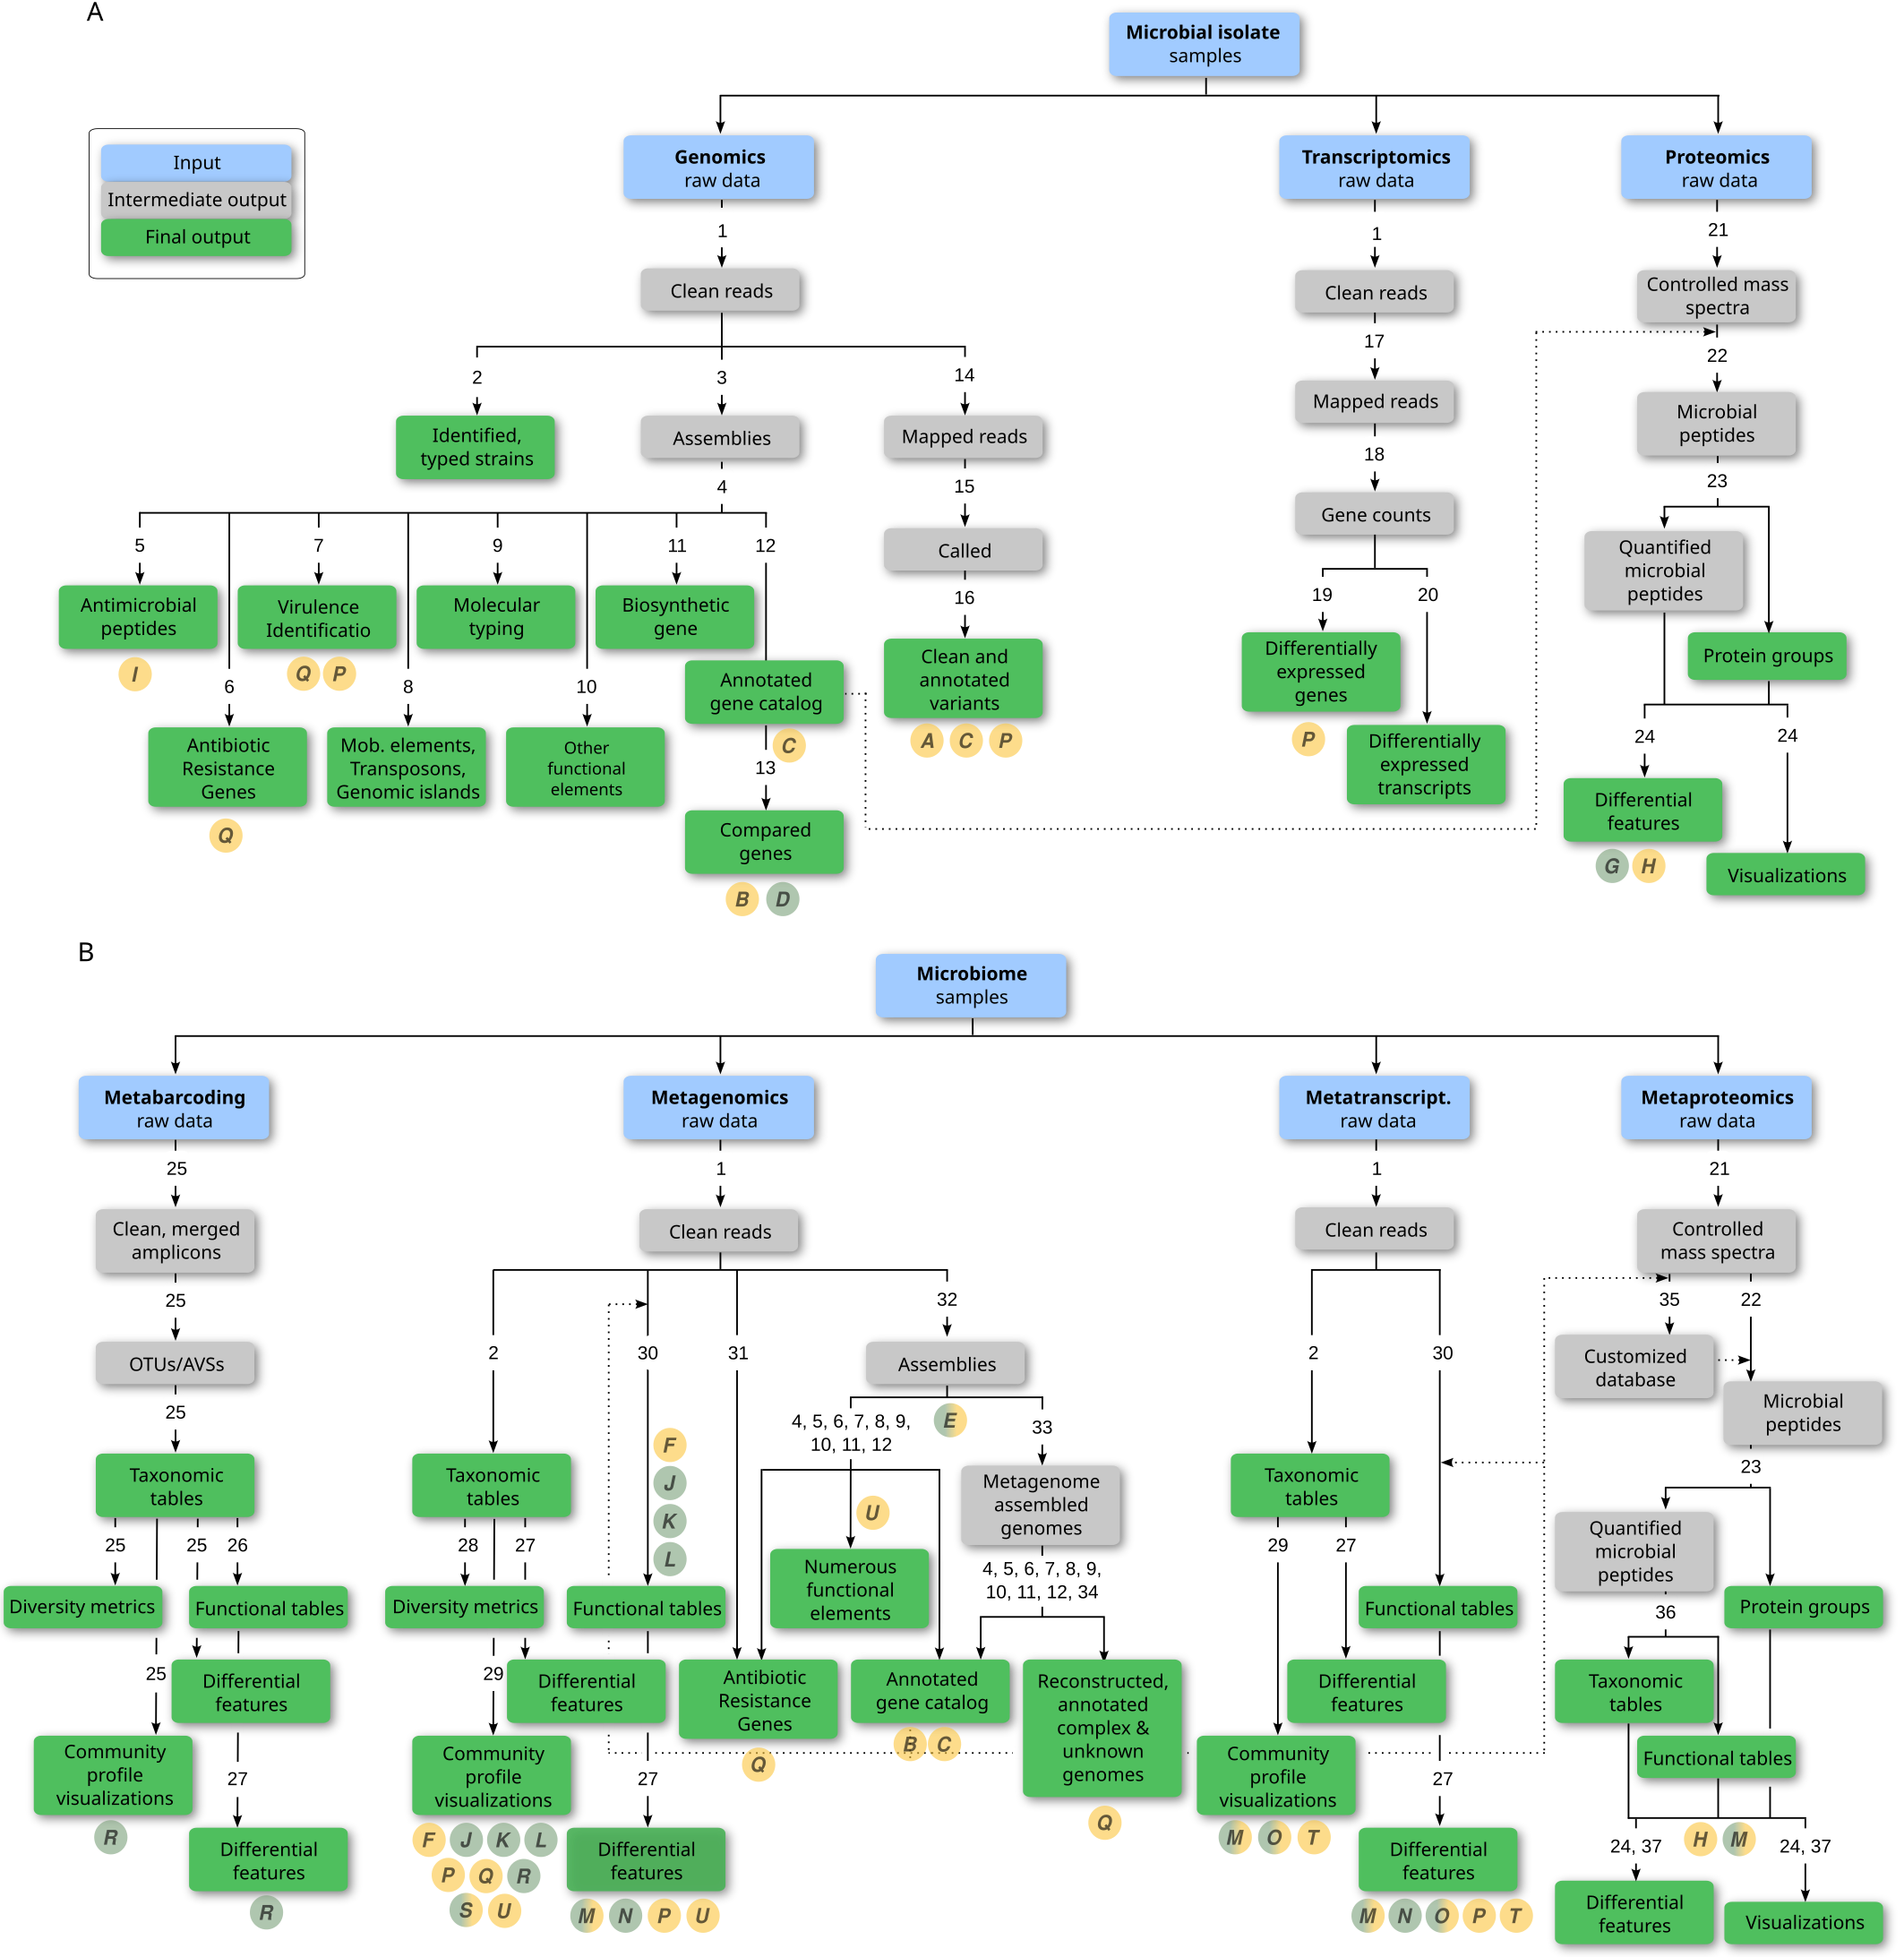 A
Microbial isolate
samples
Input
Intermediate output
Final output
Genomics
raw data
Transcriptomics
raw data
Proteomics
raw data
1
1
21
Clean reads
Clean reads
Controlled mass
spectra
17
22
2
3
14
Mapped reads
Microbial
peptides
Identified,
typed strains
Assemblies
Mapped reads
18
23
4
15
Gene counts
5
7
9
11
12
Called
Quantified
microbial
peptides
16
19
20
Antimicrobial
peptides
Virulence
Identificatio
Molecular
typing
Biosynthetic
gene
Clean and
annotated
variants
Differentially
expressed
genes
Protein groups
I
Q P
6
8
10
Annotated
gene catalog
C
A C P
P
24
24
Antibiotic
Resistance
Genes
Mob. elements,
Transposons,
Genomic islands
Other
functional
elements
13
Differentially
expressed
transcripts
Differential
features
Q
Compared
genes
G H
Visualizations
B D
B
Microbiome
samples
Metabarcoding
raw data
Metagenomics
raw data
Metatranscript.
raw data
Metaproteomics
raw data
25
1
1
21
Clean, merged
amplicons
Clean reads
Clean reads
Controlled
mass spectra
25
32
35
22
OTUs/AVSs
2
30
31
Assemblies
2
30
Customized
database
25
E
4, 5, 6, 7, 8, 9,
10, 11, 12
33
Microbial
peptides
F
J
K
L
23
Taxonomic
tables
Taxonomic
tables
U
Metagenome
assembled
genomes
Taxonomic
tables
Quantified
microbial
peptides
25
25
26
28
27
Numerous
functional
elements
4, 5, 6, 7, 8, 9,
10, 11, 12, 34
29
27
Diversity metrics
Functional tables
Diversity metrics
Functional tables
Functional tables
Protein groups
36
25
Differential
features
29
Differential
features
Antibiotic
Resistance
Genes
Annotated
gene catalog
Reconstructed,
annotated
complex &
unknown
genomes
Differential
features
Taxonomic
tables
Community
profile
visualizations
Community
profile
visualizations
Q
B C
Community
profile
visualizations
Functional tables
27
27
27
R
Q
F J K L
P Q R
S U
M O T
24, 37
H M
24, 37
Differential
features
Differential
features
Differential
features
Differential
features
Visualizations
R
M N P U
M N O P T